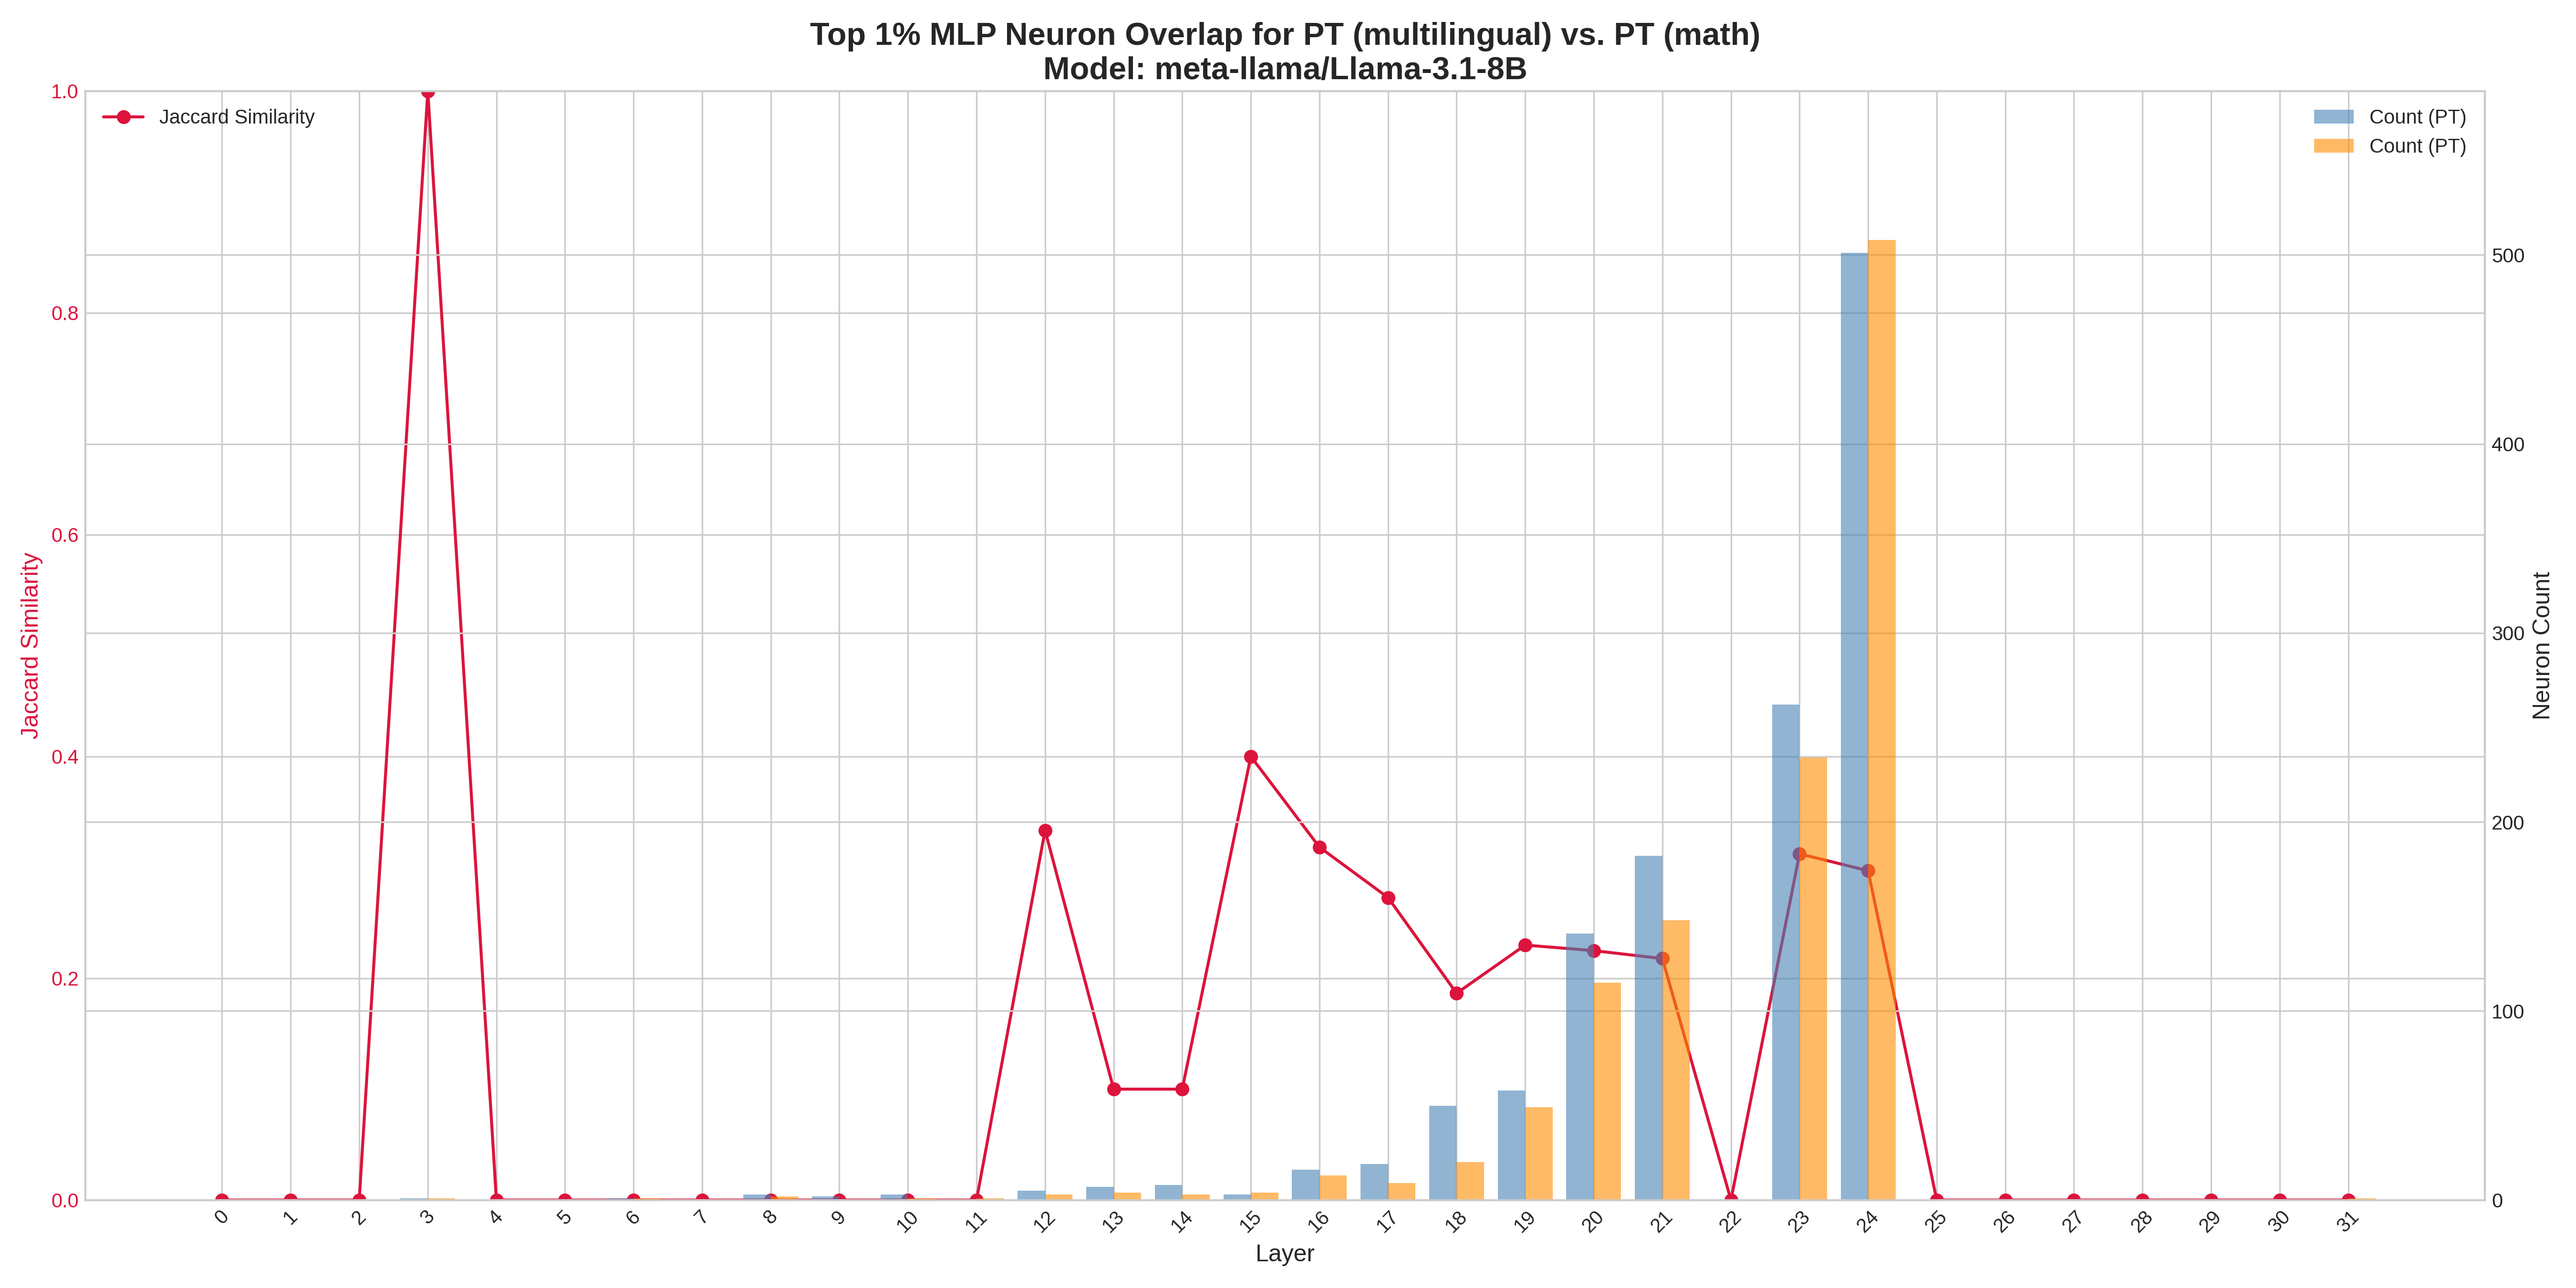 Top 1% MLP Neuron Overlap for PT (multilingual) vs. PT (math)
Model: meta-llama/Llama-3.1-8B
Jaccard Similarity
Count (PT)
Count (PT)
Jaccard Similarity
1.0
0.8
0.6
0.4
0.2
0.0
500
400
300
200
100
0
Neuron Count
0 1 2 3 4 5 6 7 8 9 10 11 12 13 14 15 16 17 18 19 20 21 22 23 24 25 26 27 28 29 30 31
Layer